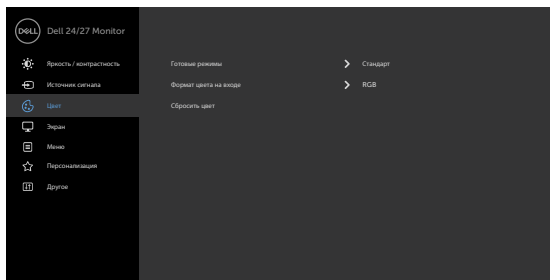 DELL Dell 24/27 Monitor
Яркость / контрастность
Готовые режимы Стандарт
Источник сигнала
Формат цвета на входе RGB
Цвет
Сбросить цвет
Экран
Меню
Персонализация
Другое